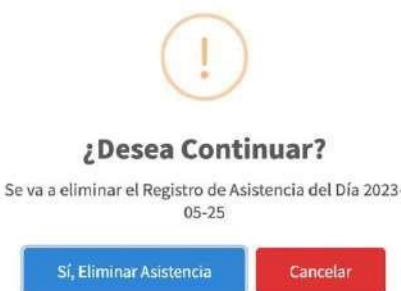 !
¿Desea Continuar?
Se va a eliminar el Registro de Asistencia del Día 2023-
05-25
Sí, Eliminar Asistencia
Cancelar